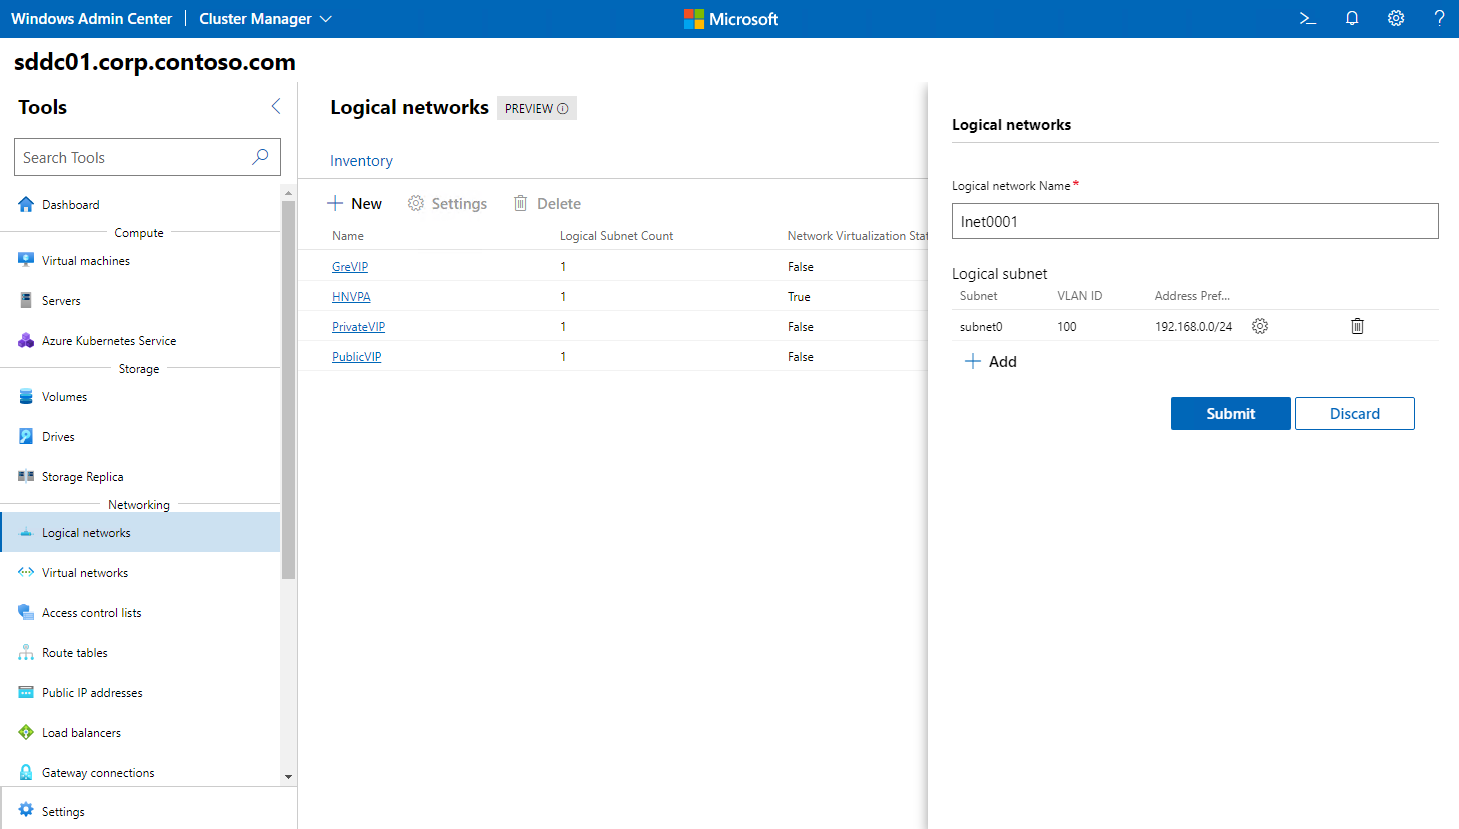 Windows Admin Center Cluster Manager Microsoft
sddc01.corp.contoso.com
Tools
Search Tools
Dashboard
Compute
Virtual machines
Servers
Azure Kubernetes Service
Storage
Volumes
Drives
Storage Replica
Networking
Logical networks
Virtual networks
Access control lists
Route tables
Public IP addresses
Load balancers
Gateway connections
Settings
Logical networks PREVIEW
Inventory
New Settings Delete
Name Logical Subnet Count Network Virtualization Stat
GreVIP 1 False
HNVPA 1 True
PrivateVIP 1 False
PublicVIP 1 False
Logical networks
Logical network Name*
lnet0001
Logical subnet
Subnet VLAN ID Address Pref...
subnet0 100 192.168.0.0/24
Add
Submit Discard